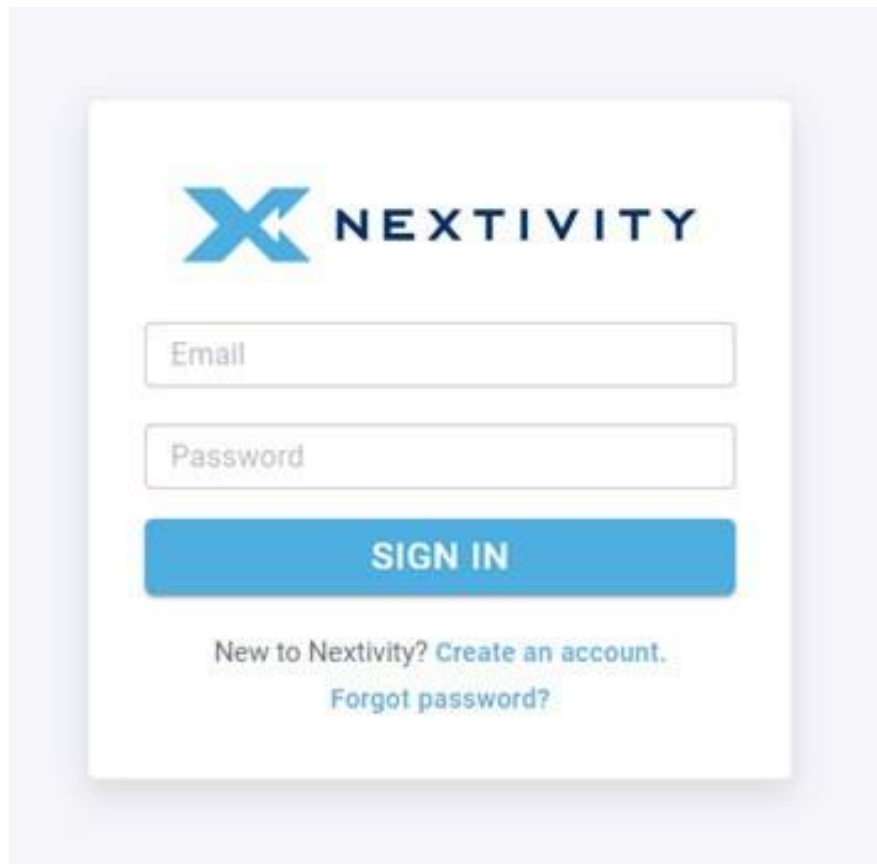 NEXTIVITY
Email
Password
SIGN IN
New to Nextivity? Create an account.
Forgot password?